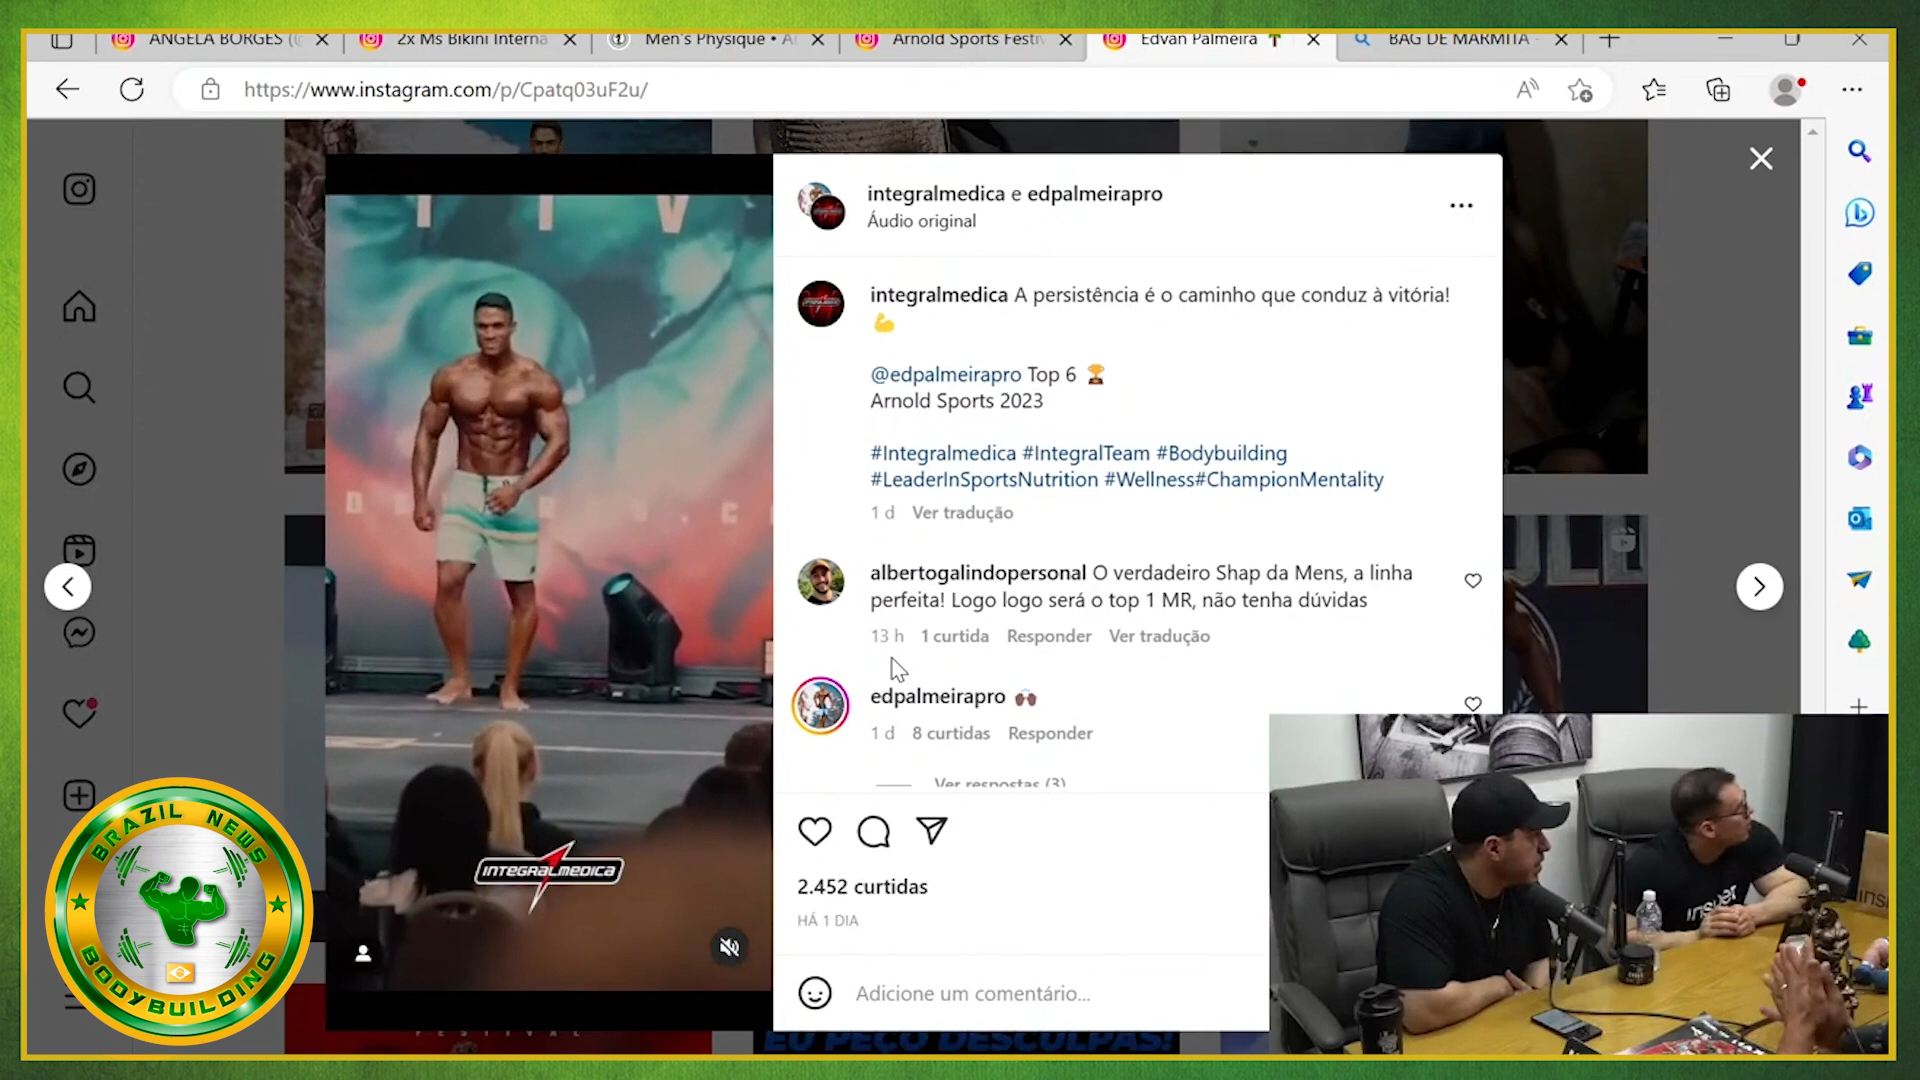 ANGELA BORGES (
2x Ms Bikini Interna
Men's Physique •
Arnold Sports Festiv
Edvan Palmeira
BAG DE MARMITA
https://www.instagram.com/p/Cpatq03uF2u/
integralmedica e edpalmeirapro
Áudio original
integralmedica A persistência é o caminho que conduz à vitória!
@edpalmeirapro Top 6
Arnold Sports 2023
#Integralmedica #IntegralTeam #Bodybuilding
#LeaderInSportsNutrition #Wellness#ChampionMentality
1 d Ver tradução
albertogalindopersonal O verdadeiro Shap da Mens, a linha
perfeita! Logo logo será o top 1 MR, não tenha dúvidas
13 h 1 curtida Responder Ver tradução
edpalmeirapro
1 d 8 curtidas Responder
Ver respostas (3)
2.452 curtidas
HÁ 1 DIA
Adicione um comentário...
INTEGRALMEDICA
BRAZIL NEWS
BODYBUILDING
FESTIVAL
EU PEÇO DESCULPAS!
insider